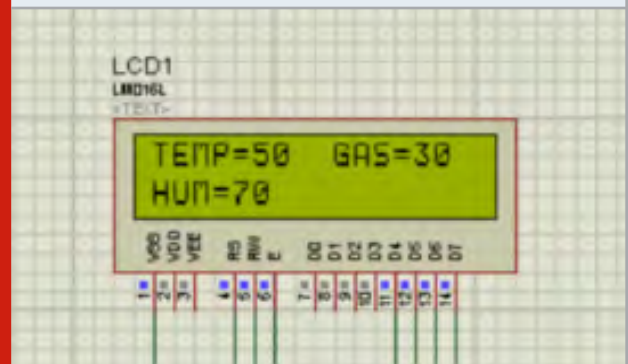 LCD1
LM016L
<TEXT>
TEMP=50 GAS=30
HUM=70
VSS VDD VEE RS RW E D0 D1 D2 D3 D4 D5 D6 D7
1 2 3 4 5 6 7 8 9 10 11 12 13 14